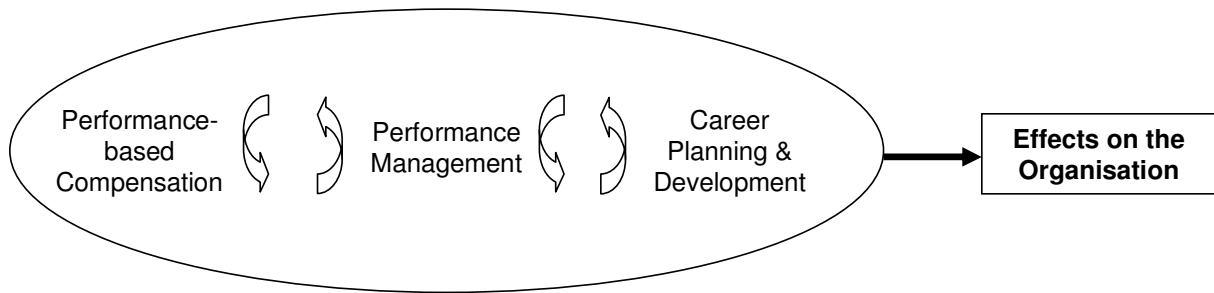 Performance-
based
Compensation
Performance
Management
Career
Planning &
Development
Effects on the
Organisation